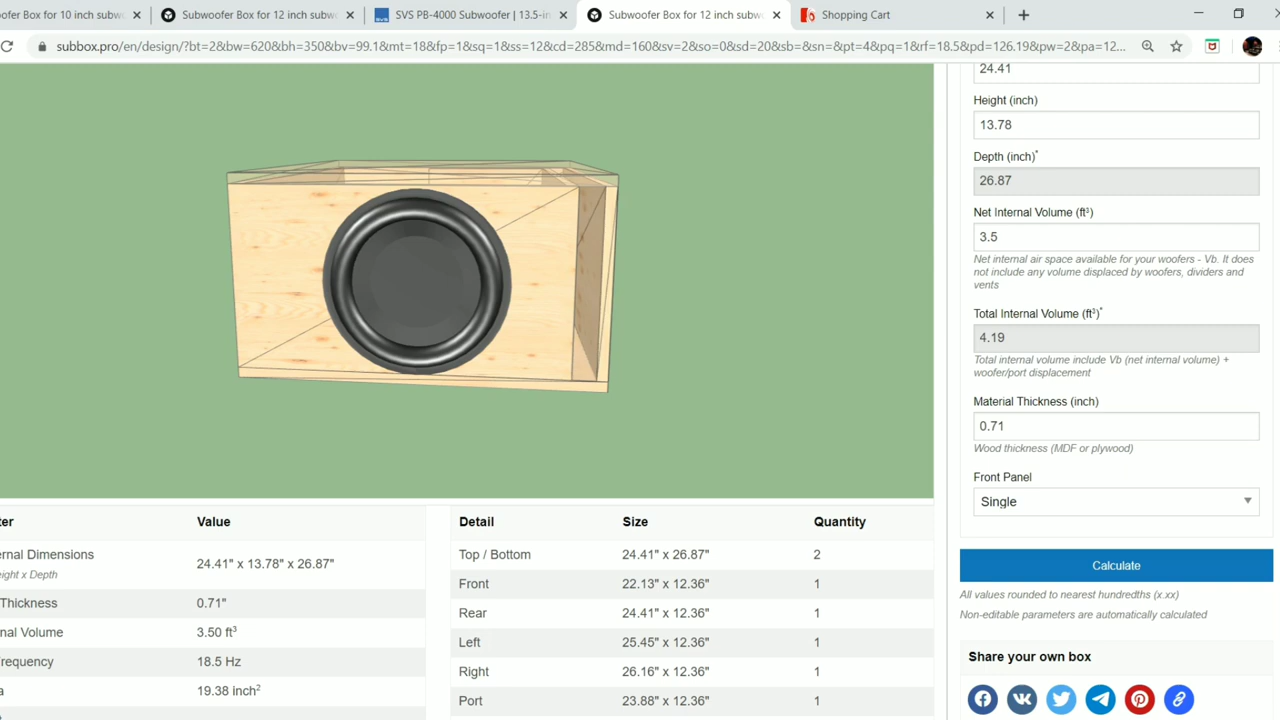 ofer Box for 10 inch subw
Subwoofer Box for 12 inch subw
SVS PB-4000 Subwoofer | 13.5-in
Subwoofer Box for 12 inch subw
Shopping Cart
subbox.pro/en/design/?bt=2&bw=620&bh=350&bv=99.1&mt=18&fp=1&sq=1&ss=12&cd=285&md=160&sv=2&so=0&sd=20&sb=&sn=&pt=4&pq=1&rf=18.5&pd=126.19&pw=2&pa=12...
24.41
Height (inch)
13.78
Depth (inch)*
26.87
Net Internal Volume (ft³)
3.5
Net internal air space available for your woofers - Vb. It does
not include any volume displaced by woofers, dividers and
vents
Total Internal Volume (ft³)*
4.19
Total internal volume include Vb (net internal volume) +
woofer/port displacement
Material Thickness (inch)
0.71
Wood thickness (MDF or plywood)
Front Panel
Single
Calculate
All values rounded to nearest hundredths (x.xx)
Non-editable parameters are automatically calculated
Share your own box
ter Value
ernal Dimensions 24.41" x 13.78" x 26.87"
eight x Depth
Thickness 0.71"
nal Volume 3.50 ft³
requency 18.5 Hz
a 19.38 inch²
Detail Size Quantity
Top / Bottom 24.41" x 26.87" 2
Front 22.13" x 12.36" 1
Rear 24.41" x 12.36" 1
Left 25.45" x 12.36" 1
Right 26.16" x 12.36" 1
Port 23.88" x 12.36" 1